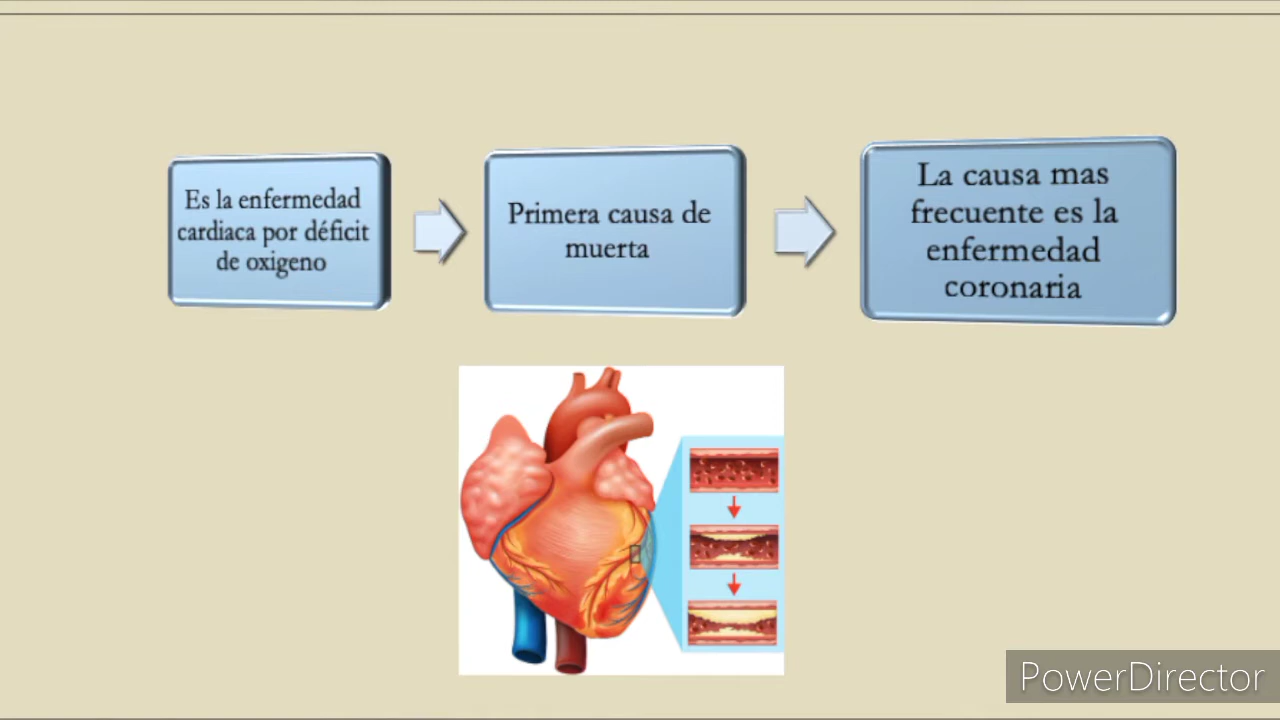 Es la enfermedad
cardiaca por déficit
de oxigeno
Primera causa de
muerta
La causa mas
frecuente es la
enfermedad
coronaria
PowerDirector